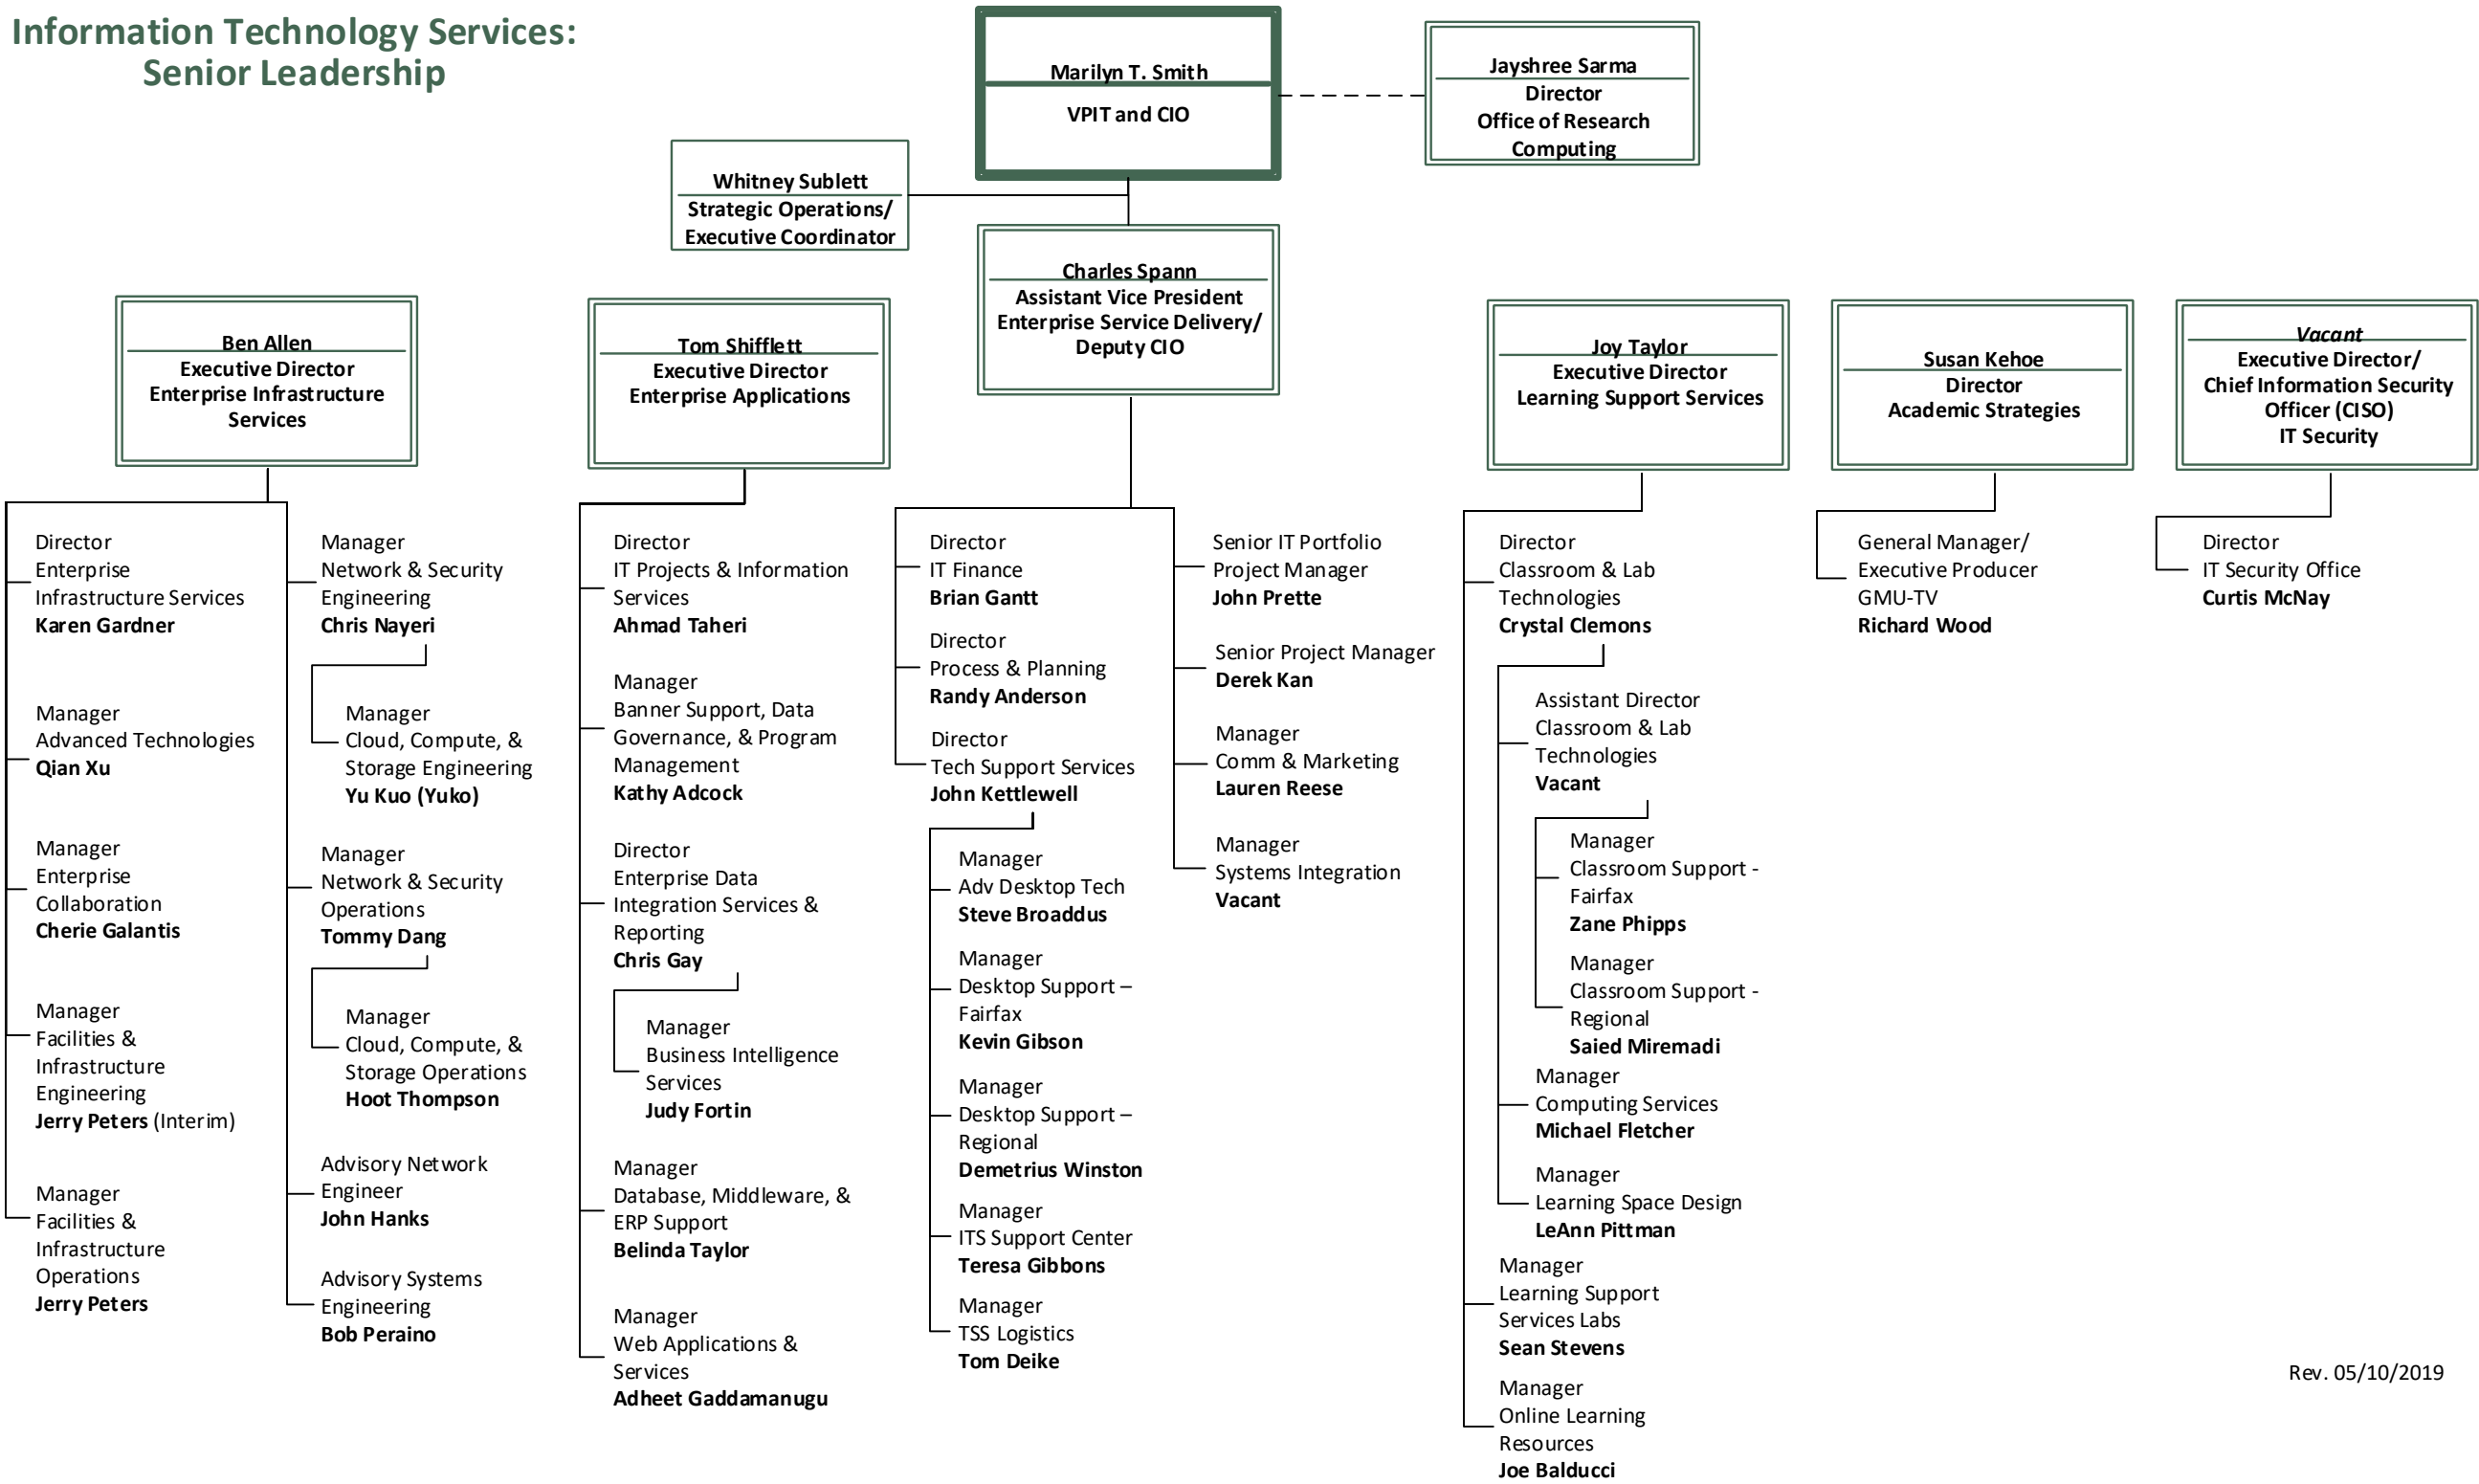 Information Technology Services:
Senior Leadership
Marilyn T. Smith
VPIT and CIO
Jayshree Sarma
Director
Office of Research
Computing
Whitney Sublett
Strategic Operations/
Executive Coordinator
Charles Spann
Assistant Vice President
Enterprise Service Delivery/
Deputy CIO
Ben Allen
Executive Director
Enterprise Infrastructure
Services
Tom Shifflett
Executive Director
Enterprise Applications
Joy Taylor
Executive Director
Learning Support Services
Susan Kehoe
Director
Academic Strategies
Vacant
Executive Director/
Chief Information Security
Officer (CISO)
IT Security
Director
Enterprise
Infrastructure Services
Karen Gardner
Manager
Advanced Technologies
Qian Xu
Manager
Enterprise
Collaboration
Cherie Galantis
Manager
Facilities &
Infrastructure
Engineering
Jerry Peters (Interim)
Manager
Facilities &
Infrastructure
Operations
Jerry Peters
Manager
Network & Security
Engineering
Chris Nayeri
Manager
Cloud, Compute, &
Storage Engineering
Yu Kuo (Yuko)
Manager
Network & Security
Operations
Tommy Dang
Manager
Cloud, Compute, &
Storage Operations
Hoot Thompson
Advisory Network
Engineer
John Hanks
Advisory Systems
Engineering
Bob Peraino
Director
IT Projects & Information
Services
Ahmad Taheri
Manager
Banner Support, Data
Governance, & Program
Management
Kathy Adcock
Director
Enterprise Data
Integration Services &
Reporting
Chris Gay
Manager
Business Intelligence
Services
Judy Fortin
Manager
Database, Middleware, &
ERP Support
Belinda Taylor
Manager
Web Applications &
Services
Adheet Gaddamanugu
Director
IT Finance
Brian Gantt
Director
Process & Planning
Randy Anderson
Director
Tech Support Services
John Kettlewell
Manager
Adv Desktop Tech
Steve Broaddus
Manager
Desktop Support –
Fairfax
Kevin Gibson
Manager
Desktop Support –
Regional
Demetrius Winston
Manager
ITS Support Center
Teresa Gibbons
Manager
TSS Logistics
Tom Deike
Senior IT Portfolio
Project Manager
John Prette
Senior Project Manager
Derek Kan
Manager
Comm & Marketing
Lauren Reese
Manager
Systems Integration
Vacant
Director
Classroom & Lab
Technologies
Crystal Clemons
Assistant Director
Classroom & Lab
Technologies
Vacant
Manager
Classroom Support -
Fairfax
Zane Phipps
Manager
Classroom Support -
Regional
Saied Miremadi
Manager
Computing Services
Michael Fletcher
Manager
Learning Space Design
LeAnn Pittman
Manager
Learning Support
Services Labs
Sean Stevens
Manager
Online Learning
Resources
Joe Balducci
General Manager/
Executive Producer
GMU-TV
Richard Wood
Director
IT Security Office
Curtis McNay
Rev. 05/10/2019